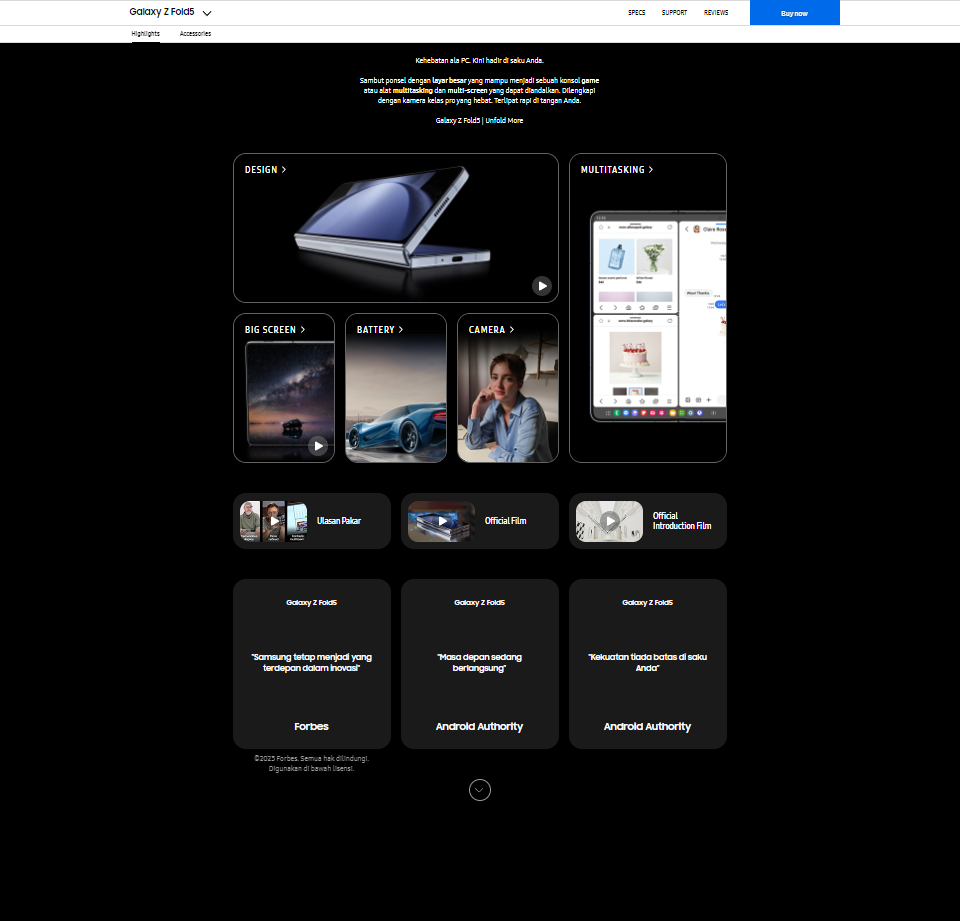 Galaxy Z Fold5
SPECS
SUPPORT
REVIEWS
Buy now
Highlights
Accessories
Kehebatan ala PC. Kini hadir di saku Anda.
Sambut ponsel dengan layar besar yang mampu menjadi sebuah konsol game
atau alat multitasking dan multi-screen yang dapat diandalkan. Dilengkapi
dengan kamera kelas pro yang hebat. Terlipat rapi di tangan Anda.
Galaxy Z Fold5 | Unfold More
DESIGN
MULTITASKING
Claire Rose
Wow! Thanks.
BIG SCREEN
BATTERY
CAMERA
Ulasan Pakar
Official Film
Official
Introduction Film
Galaxy Z Fold5
"Samsung tetap menjadi yang
terdepan dalam inovasi"
Forbes
Galaxy Z Fold5
"Masa depan sedang
berlangsung"
Android Authority
Galaxy Z Fold5
"Kekuatan tiada batas di saku
Anda"
Android Authority
©2023 Forbes. Semua hak dilindungi.
Digunakan di bawah lisensi.